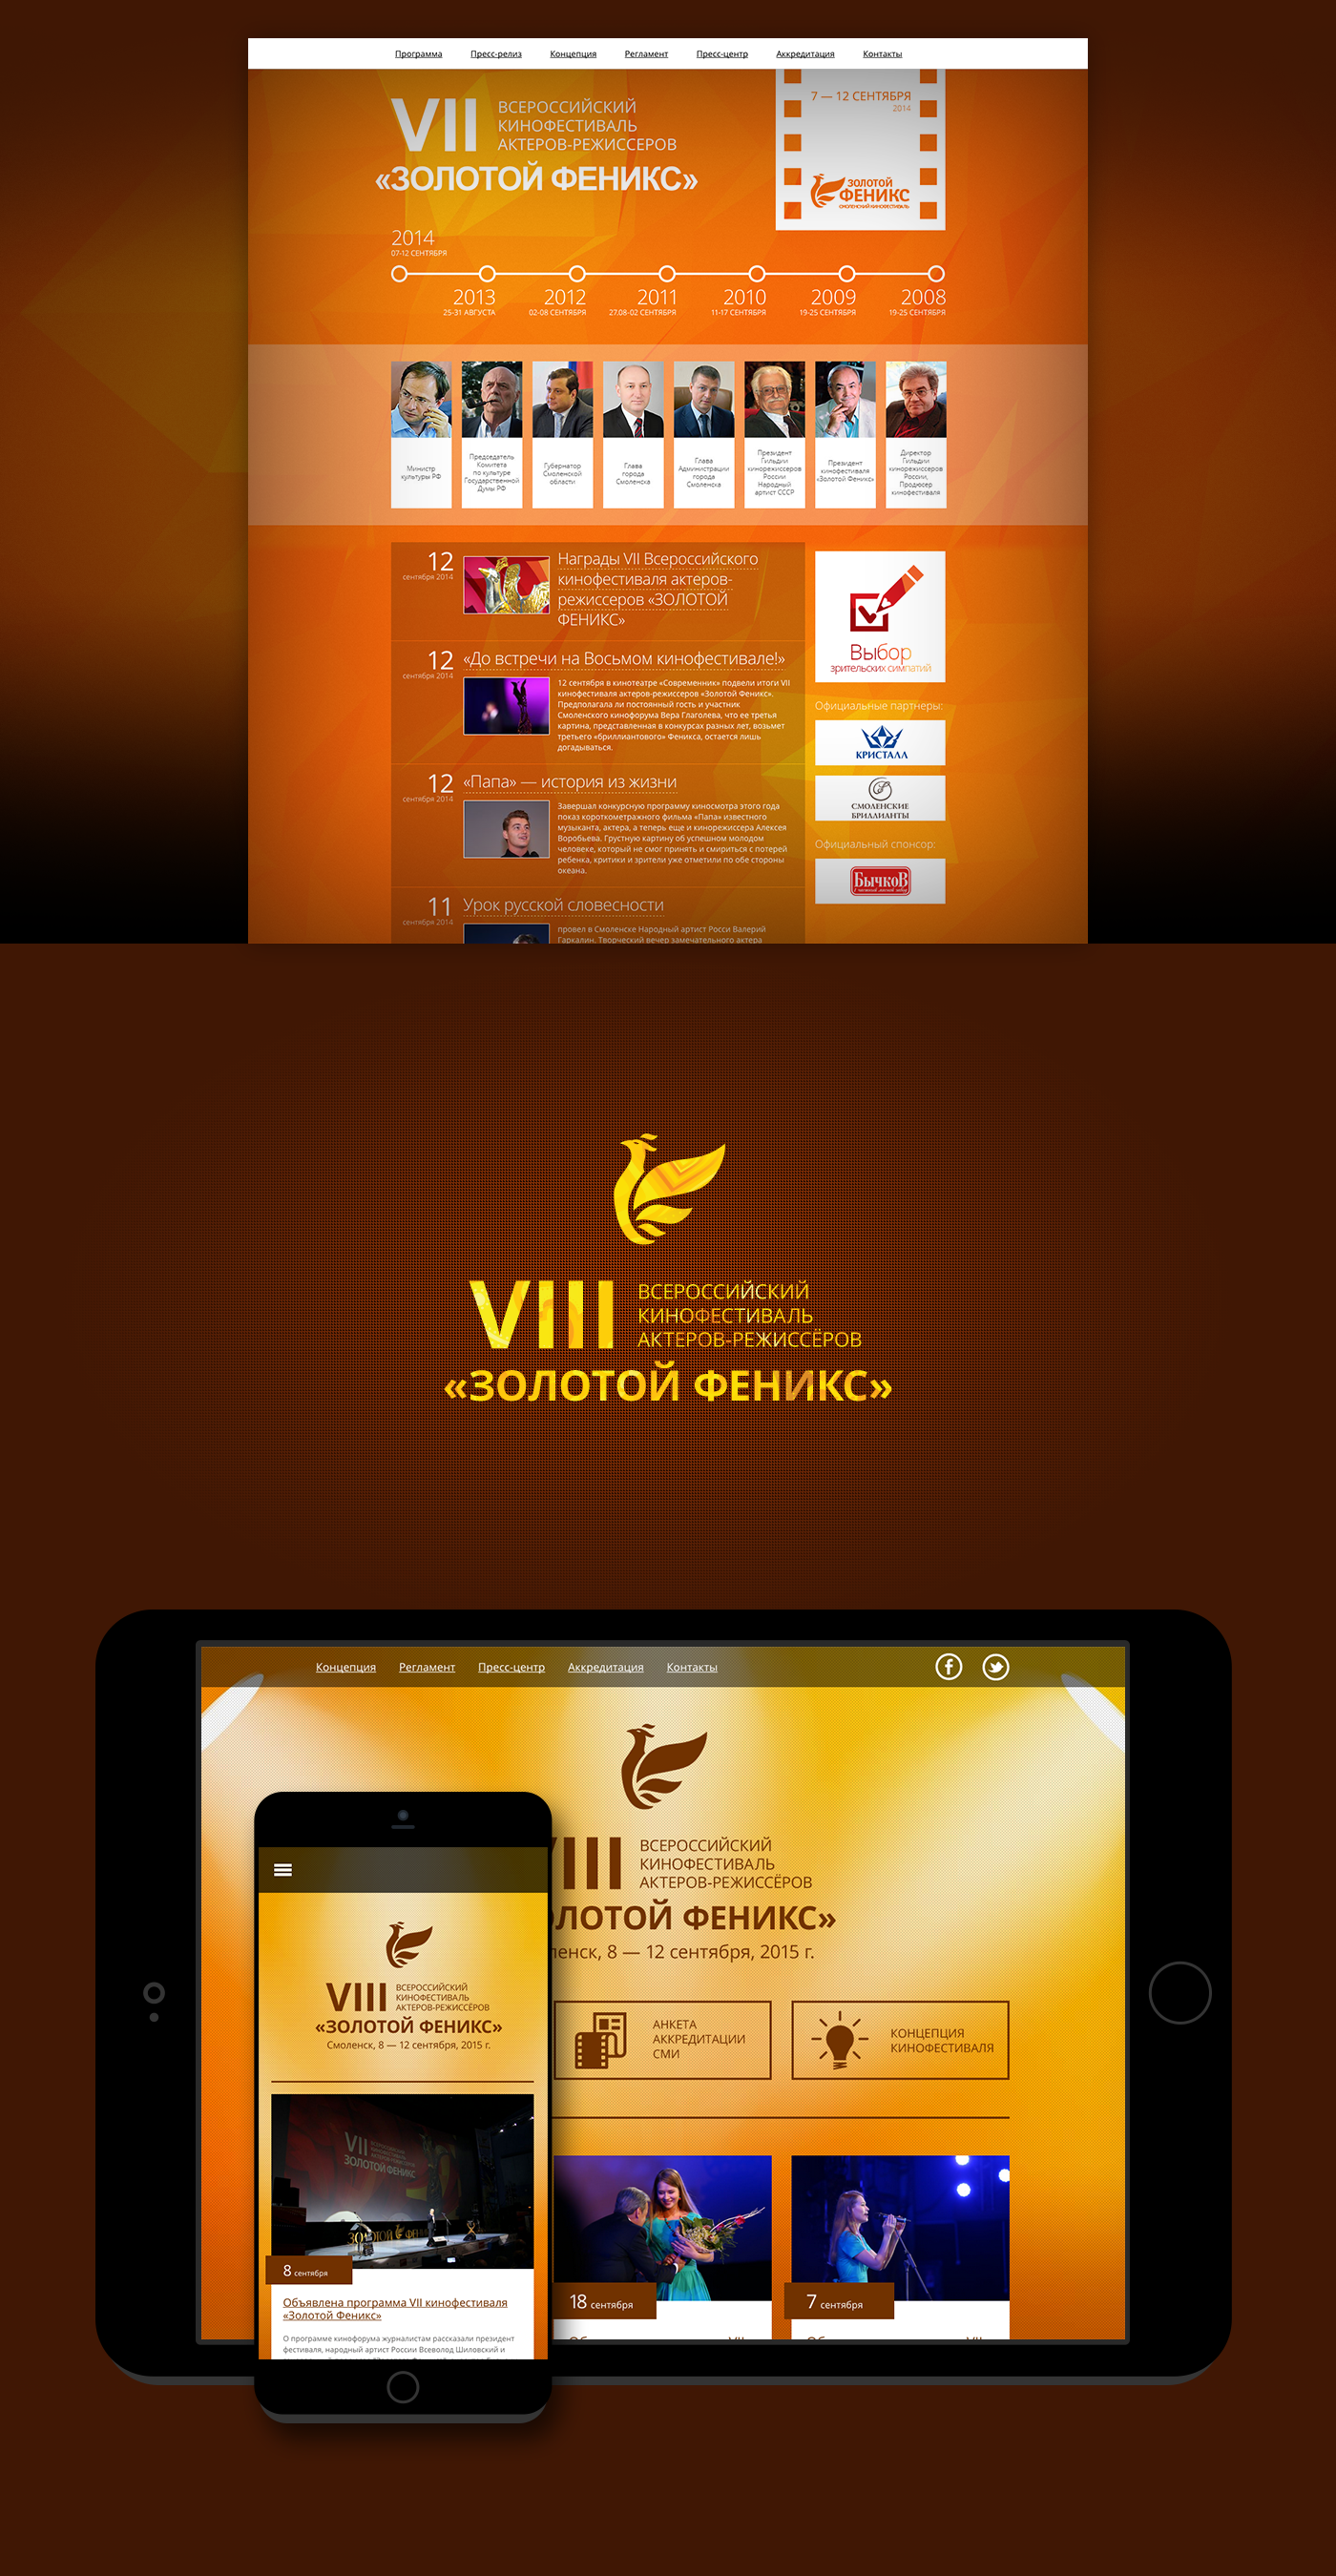 Программа Пресс-релиз Концепция Регламент Пресс-центр Аккредитация Контакты
VII
ВСЕРОССИЙСКИЙ
КИНОФЕСТИВАЛЬ
АКТЕРОВ-РЕЖИССЕРОВ
«ЗОЛОТОЙ ФЕНИКС»
7 — 12 СЕНТЯБРЯ
2014
ЗОЛОТОЙ
ФЕНИКС
СМОЛЕНСКИЙ КИНОФЕСТИВАЛЬ
2014
07-12 СЕНТЯБРЯ
2013 2012 2011 2010 2009 2008
25-31 АВГУСТА 02-08 СЕНТЯБРЯ 27.08-02 СЕНТЯБРЯ 11-17 СЕНТЯБРЯ 19-25 СЕНТЯБРЯ 19-25 СЕНТЯБРЯ
Министр
культуры РФ
Председатель
Комитета
по культуре
Государственной
Думы РФ
Губернатор
Смоленской
области
Глава
города
Смоленска
Глава
Администрации
города
Смоленска
Президент
Гильдии
кинорежиссеров
России
Народный
артист СССР
Президент
кинофестиваля
«Золотой Феникс»
Директор
Гильдии
кинорежиссеров
России,
Продюсер
кинофестиваля
12
сентября 2014
Награды VII Всероссийского
кинофестиваля актеров-
режиссеров «ЗОЛОТОЙ
ФЕНИКС»
12
сентября 2014
«До встречи на Восьмом кинофестивале!»
12 сентября в кинотеатре «Современник» подвели итоги VII
кинофестиваля актеров-режиссеров «Золотой Феникс».
Предполагала ли постоянный гость и участник
Смоленского кинофорума Вера Глаголева, что ее третья
картина, представленная в конкурсах разных лет, возьмет
третьего «бриллиантового» Феникса, остается лишь
догадываться.
12
сентября 2014
«Папа» — история из жизни
Завершал конкурсную программу киносмотра этого года
показ короткометражного фильма «Папа» известного
музыканта, актера, а теперь еще и кинорежиссера Алексея
Воробьева. Грустную картину об успешном молодом
человеке, который не смог принять и смириться с потерей
ребенка, критики и зрители уже отметили по обе стороны
океана.
11
сентября 2014
Урок русской словесности
провел в Смоленске Народный артист Росси Валерий
Гаркалин. Творческий вечер замечательного актера
Выбор
зрительских симпатий
Официальные партнеры:
КРИСТАЛЛ
СМОЛЕНСКИЕ
БРИЛЛИАНТЫ
Официальный спонсор:
БЫЧКОВ
VIII
ВСЕРОССИЙСКИЙ
КИНОФЕСТИВАЛЬ
АКТЕРОВ-РЕЖИССЁРОВ
«ЗОЛОТОЙ ФЕНИКС»
Концепция Регламент Пресс-центр Аккредитация Контакты
III
ВСЕРОССИЙСКИЙ
КИНОФЕСТИВАЛЬ
АКТЕРОВ-РЕЖИССЁРОВ
ЛОТОЙ ФЕНИКС»
ленск, 8 — 12 сентября, 2015 г.
АНКЕТА
АККРЕДИТАЦИИ
СМИ
КОНЦЕПЦИЯ
КИНОФЕСТИВАЛЯ
18 сентября
7 сентября
VIII
ВСЕРОССИЙСКИЙ
КИНОФЕСТИВАЛЬ
АКТЕРОВ-РЕЖИССЁРОВ
«ЗОЛОТОЙ ФЕНИКС»
Смоленск, 8 — 12 сентября, 2015 г.
VII
ЗОЛОТОЙ ФЕНИКС
8 сентября
Объявлена программа VII кинофестиваля
«Золотой Феникс»
О программе кинофорума журналистам рассказали президент
фестиваля, народный артист России Всеволод Шиловский и